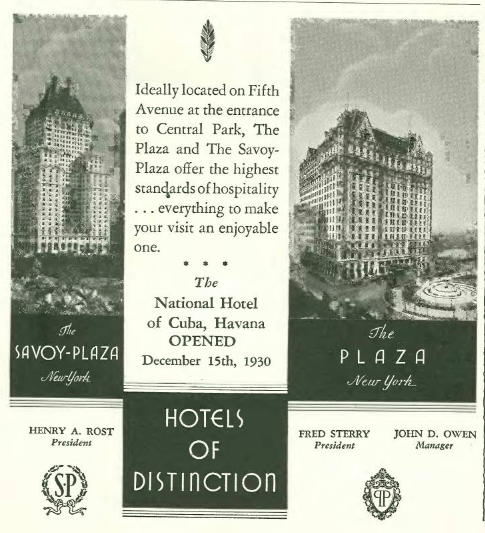 Ideally located on Fifth
Avenue at the entrance
to Central Park, The
Plaza and The Savoy-
Plaza offer the highest
standards of hospitality
. . . everything to make
your visit an enjoyable
one.
* * *
The
National Hotel
of Cuba, Havana
OPENED
December 15th, 1930
The
SAVOY-PLAZA
New York
HENRY A. ROST
President
S-P
HOTELS
OF
DISTINCTION
The
PLAZA
New York
FRED STERRY
President
JOHN D. OWEN
Manager
PP